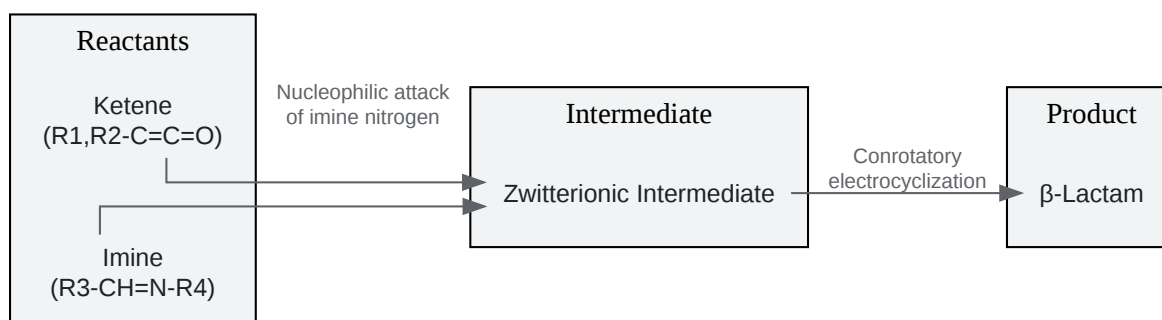 Reactants
Ketene
(R1,R2-C=C=O)
Imine
(R3-CH=N-R4)
Nucleophilic attack
of imine nitrogen
Intermediate
Zwitterionic Intermediate
Conrotatory
electrocyclization
Product
β-Lactam